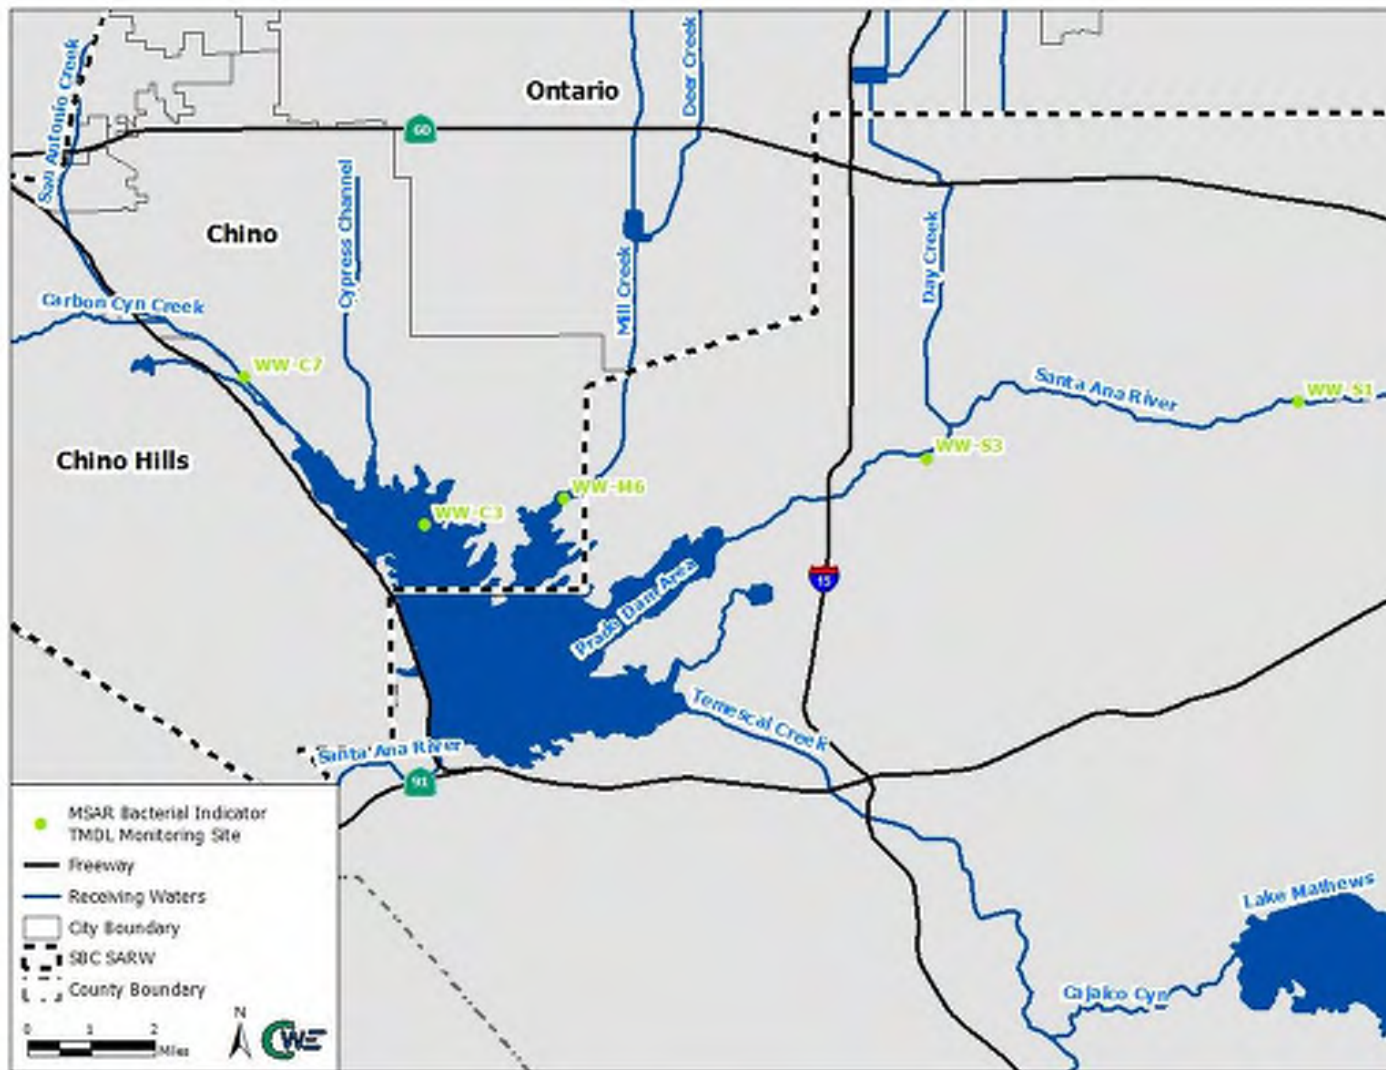 San Antonio Creek
Deer Creek
Ontario
60
Cypress Channel
Chino
Mill Creek
Day Creek
Carbon Cyn Creek
WW-C7
Santa Ana River
WW-S1
Chino Hills
WW-S3
WW-M6
WW-C3
15
Prado Dam Area
Temescal Creek
Santa Ana River
91
MSAR Bacterial Indicator
TMDL Monitoring Site
Freeway
Receiving Waters
City Boundary
SBC SARW
County Boundary
0 1 2
Miles
N
CWE
Lake Mathews
Cajalco Cyn